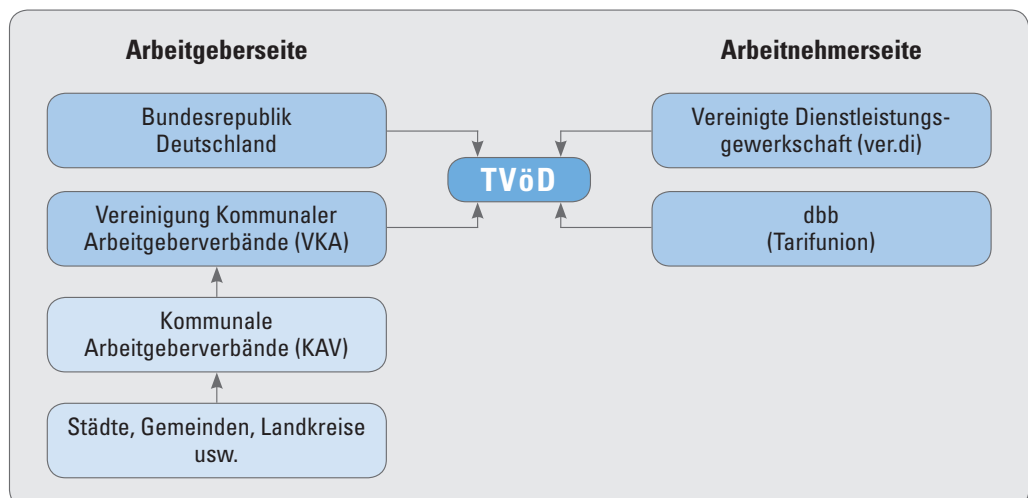 Arbeitgeberseite
Bundesrepublik
Deutschland
Vereinigung Kommunaler
Arbeitgeberverbände (VKA)
Kommunale
Arbeitgeberverbände (KAV)
Städte, Gemeinden, Landkreise
usw.
TVöD
Arbeitnehmerseite
Vereinigte Dienstleistungs-
gewerkschaft (ver.di)
dbb
(Tarifunion)